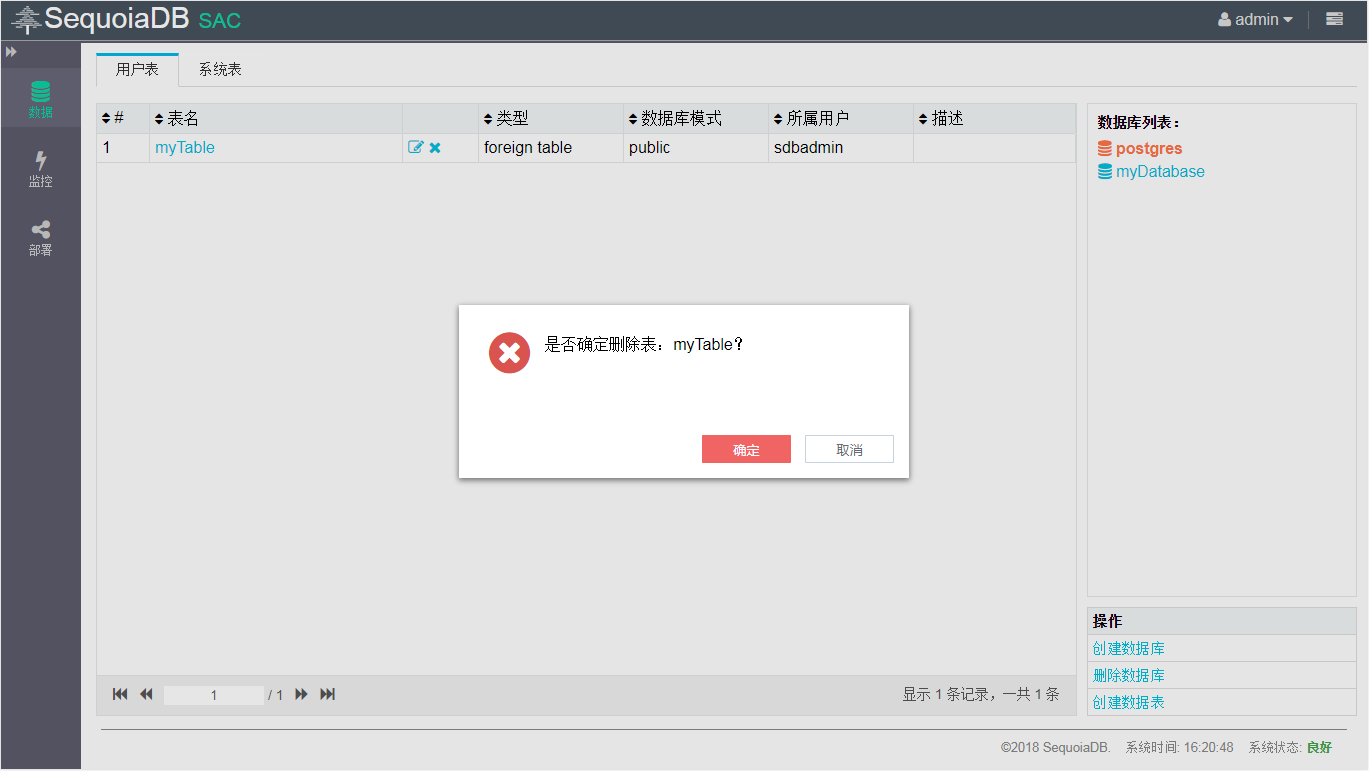 SequoiaDB SAC
admin
数据
监控
部署
用户表 系统表
# 表名 类型 数据库模式 所属用户 描述
1 myTable foreign table public sdbadmin
数据库列表：
postgres
myDatabase
是否确定删除表：myTable？
确定 取消
操作
创建数据库
删除数据库
创建数据表
1 / 1
显示 1 条记录，一共 1 条
©2018 SequoiaDB. 系统时间: 16:20:48 系统状态: 良好